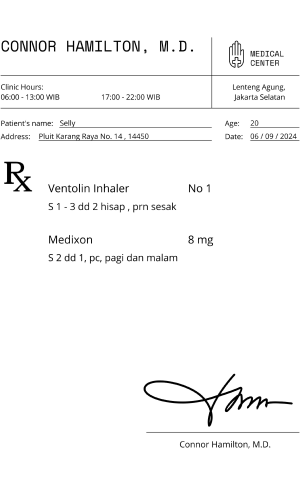 CONNOR HAMILTON, M.D.
MEDICAL
CENTER
Clinic Hours:
06:00 - 13:00 WIB 17:00 - 22:00 WIB
Lenteng Agung,
Jakarta Selatan
Patient's name: Selly Age: 20
Address: Pluit Karang Raya No. 14 , 14450 Date: 06 / 09 / 2024
Rx
Ventolin Inhaler No 1
S 1 - 3 dd 2 hisap , prn sesak
Medixon 8 mg
S 2 dd 1, pc, pagi dan malam
Connor Hamilton, M.D.